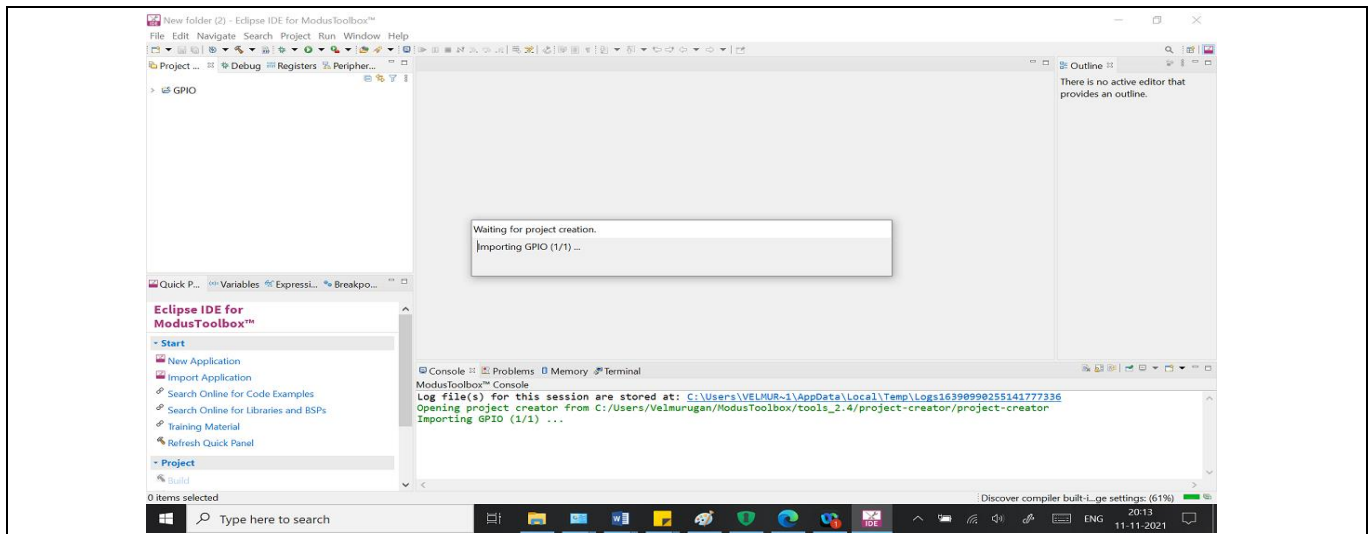 New folder (2) - Eclipse IDE for ModusToolbox™
File Edit Navigate Search Project Run Window Help
Project ... Debug Registers Peripher...
Outline
GPIO
There is no active editor that
provides an outline.
Waiting for project creation.
Importing GPIO (1/1) ...
Quick P... Variables Expressi... Breakpo...
Eclipse IDE for
ModusToolbox™
Start
New Application
Import Application
Search Online for Code Examples
Search Online for Libraries and BSPs
Training Material
Refresh Quick Panel
Project
Build
Console Problems Memory Terminal
ModusToolbox™ Console
Log file(s) for this session are stored at: C:\Users\VELMUR~1\AppData\Local\Temp\Logs16390990255141777336
Opening project creator from C:/Users/Velmurugan/ModusToolbox/tools_2.4/project-creator/project-creator
Importing GPIO (1/1) ...
0 items selected
Discover compiler built-i...ge settings: (61%)
Type here to search
IDE
ENG
20:13
11-11-2021